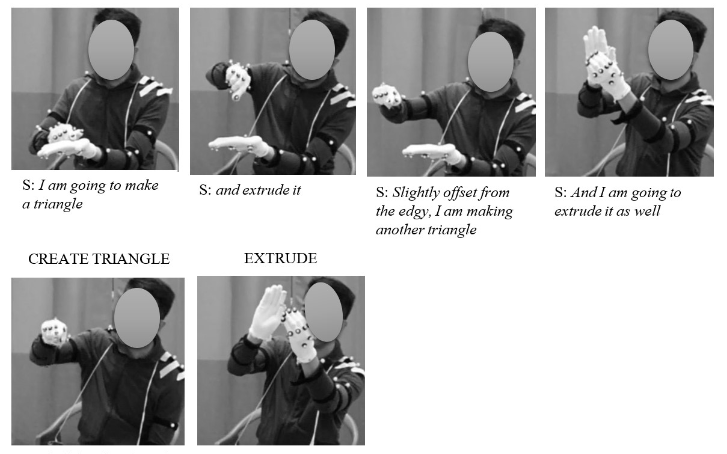 S: I am going to make
a triangle
S: and extrude it
S: Slightly offset from
the edgy, I am making
another triangle
S: And I am going to
extrude it as well
CREATE TRIANGLE
EXTRUDE